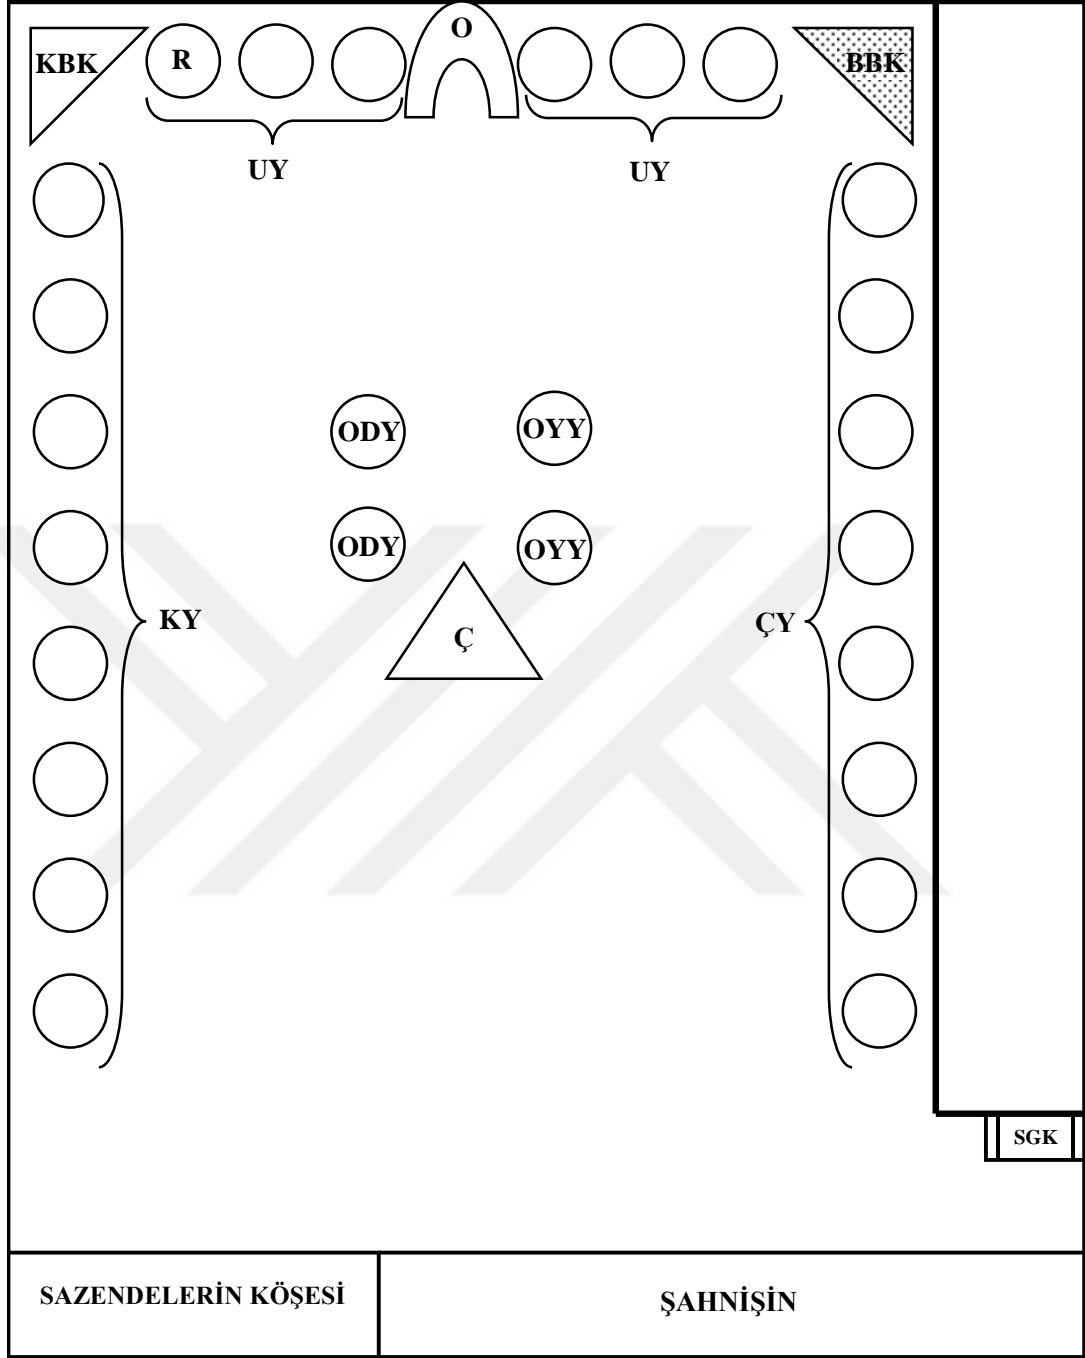 O
KBK
R
BBK
UY
UY
ODY
OYY
ODY
OYY
KY
Ç
ÇY
SGK
SAZENDELERİN KÖŞESİ
ŞAHNİŞİN